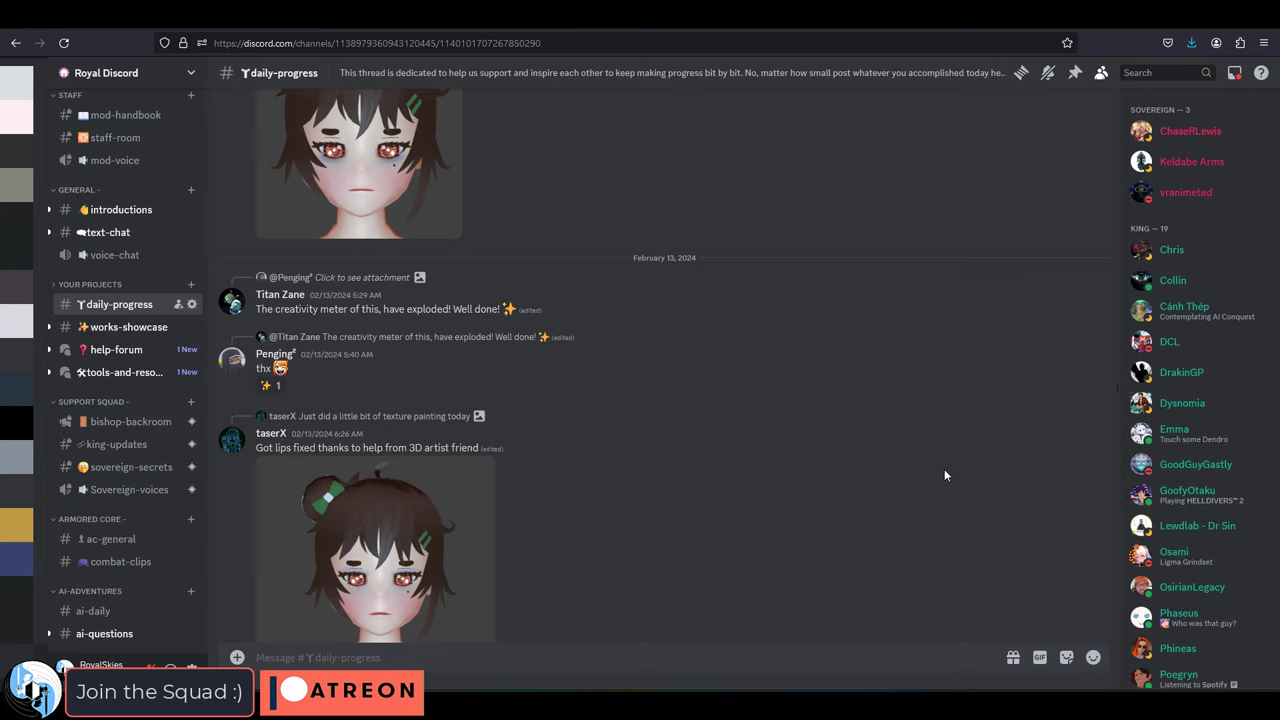 https://discord.com/channels/1138979360943120445/1140101707267850290
Royal Discord
STAFF
mod-handbook
staff-room
mod-voice
GENERAL -
introductions
text-chat
voice-chat
YOUR PROJECTS
daily-progress
works-showcase
help-forum
1 New
tools-and-reso...
1 New
SUPPORT SQUAD -
bishop-backroom
king-updates
sovereign-secrets
Sovereign-voices
ARMORED CORE -
ac-general
combat-clips
AI-ADVENTURES
ai-daily
ai-questions
RoyalSkies
Join the Squad :)
PATREON
daily-progress
This thread is dedicated to help us support and inspire each other to keep making progress bit by bit. No, matter how small post whatever you accomplished today he...
Search
February 13, 2024
@Penging² Click to see attachment
Titan Zane 02/13/2024 5:29 AM
The creativity meter of this, have exploded! Well done! ✨ (edited)
@Titan Zane The creativity meter of this, have exploded! Well done! ✨ (edited)
Penging² 02/13/2024 5:40 AM
thx
✨ 1
taserX Just did a little bit of texture painting today
taserX 02/13/2024 6:26 AM
Got lips fixed thanks to help from 3D artist friend (edited)
Message # daily-progress
GIF
SOVEREIGN — 3
ChaseRLewis
Keldabe Arms
vranimeted
KING — 19
Chris
Collin
Cánh Thép
Contemplating AI Conquest
DCL
DrakinGP
Dysnomia
Emma
Touch some Dendro
GoodGuyGastly
GoofyOtaku
Playing HELLDIVERS™ 2
Lewdlab - Dr Sin
Osami
Ligma Grindset
OsirianLegacy
Phaseus
Who was that guy?
Phineas
Poegryn
Listening to Spotify